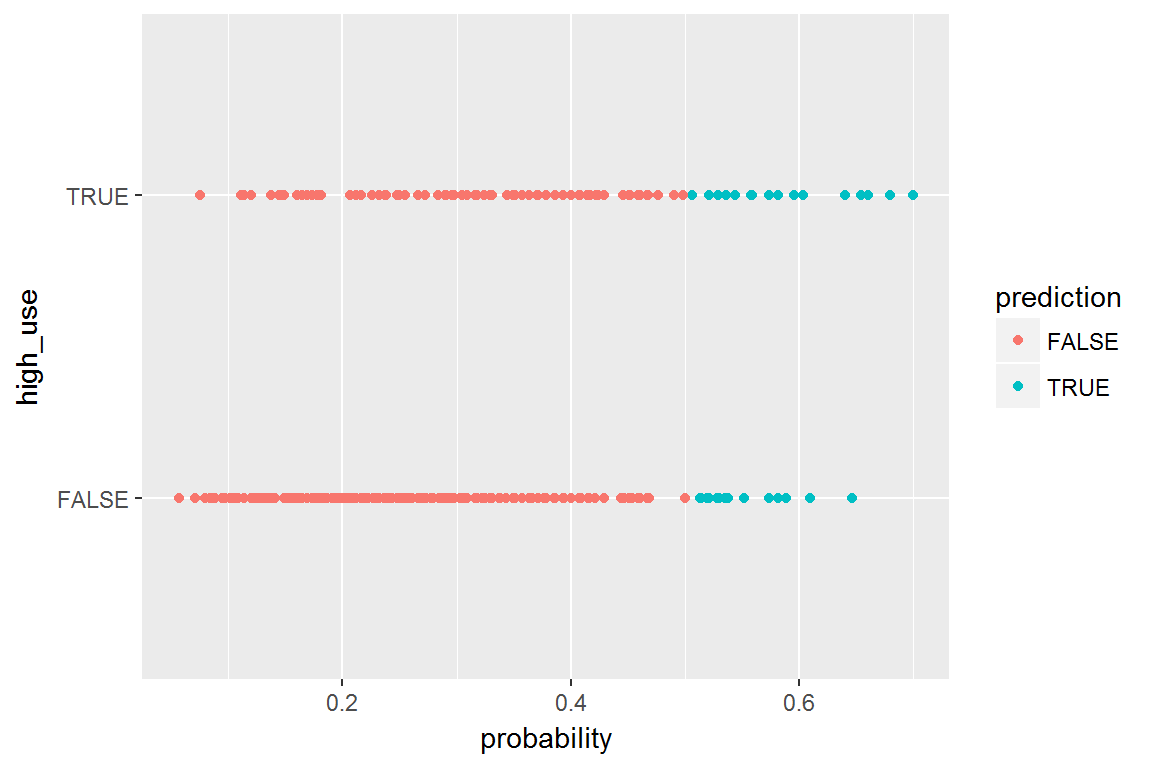 high_use
TRUE
FALSE
0.2 0.4 0.6
probability
prediction
FALSE
TRUE